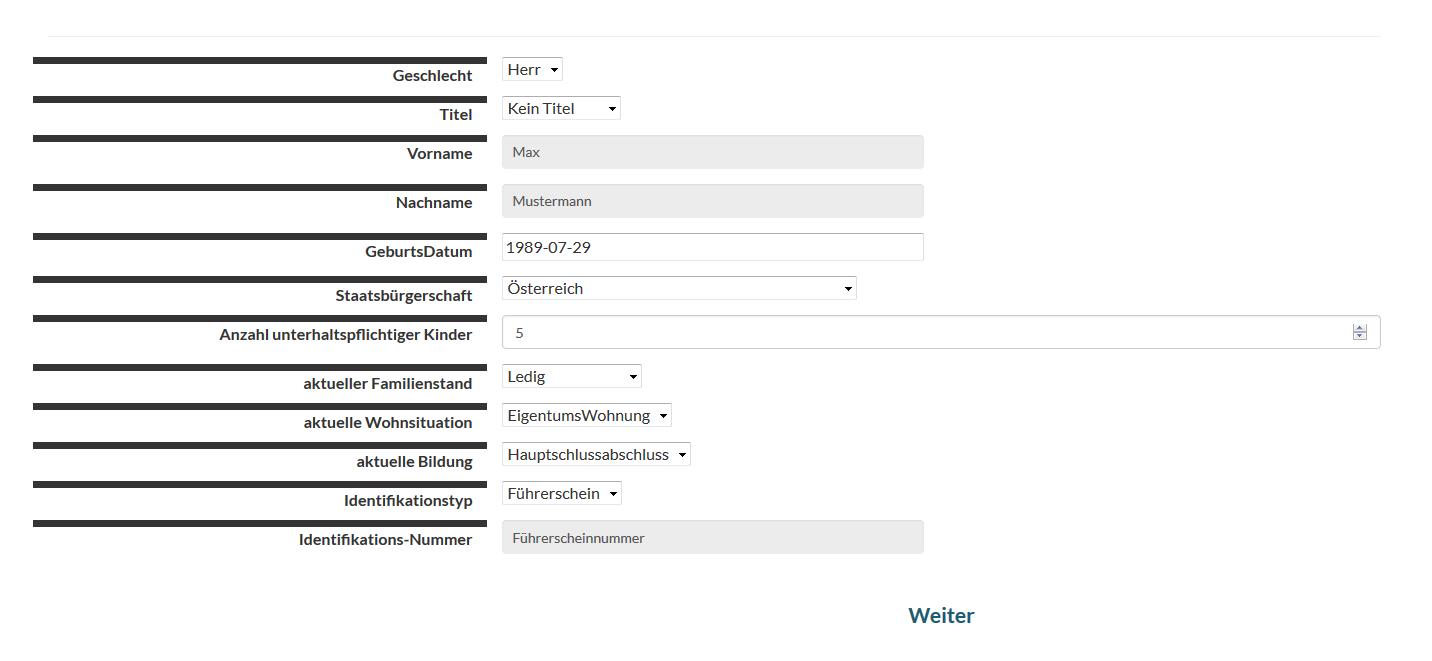 Geschlecht Herr
Titel Kein Titel
Vorname Max
Nachname Mustermann
GeburtsDatum 1989-07-29
Staatsbürgerschaft Österreich
Anzahl unterhaltspflichtiger Kinder 5
aktueller Familienstand Ledig
aktuelle Wohnsituation EigentumsWohnung
aktuelle Bildung Hauptschlussabschluss
Identifikationstyp Führerschein
Identifikations-Nummer Führerscheinnummer
Weiter